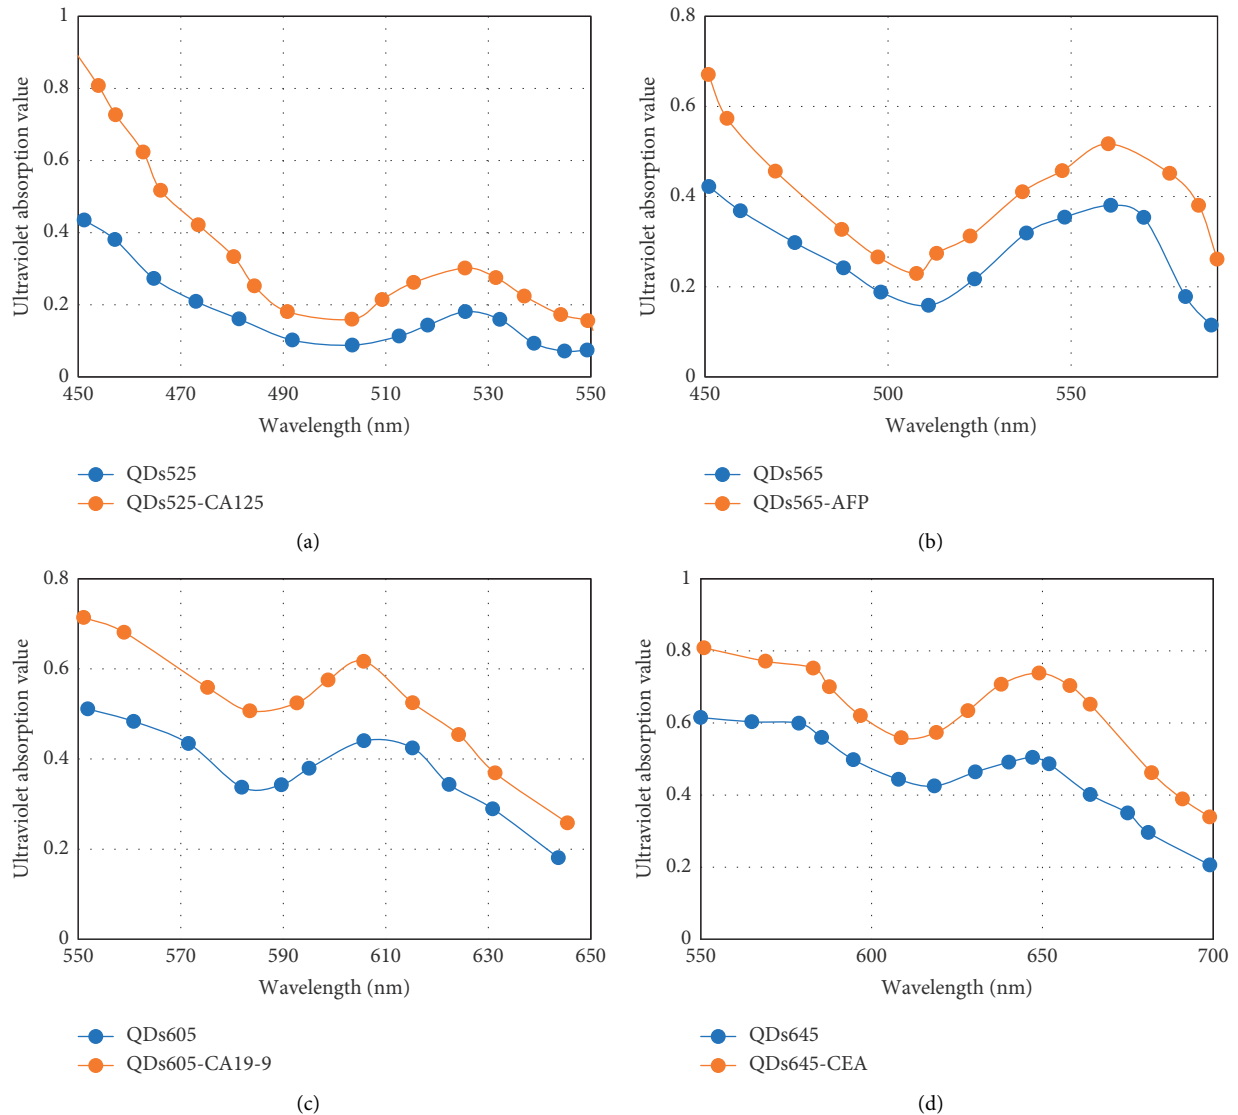 Ultraviolet absorption value
1
0.8
0.6
0.4
0.2
0
450 470 490 510 530 550
Wavelength (nm)
QDs525
QDs525-CA125
(a)
Ultraviolet absorption value
0.8
0.6
0.4
0.2
0
450 500 550
Wavelength (nm)
QDs565
QDs565-AFP
(b)
Ultraviolet absorption value
0.8
0.6
0.4
0.2
0
550 570 590 610 630 650
Wavelength (nm)
QDs605
QDs605-CA19-9
(c)
Ultraviolet absorption value
1
0.8
0.6
0.4
0.2
0
550 600 650 700
Wavelength (nm)
QDs645
QDs645-CEA
(d)